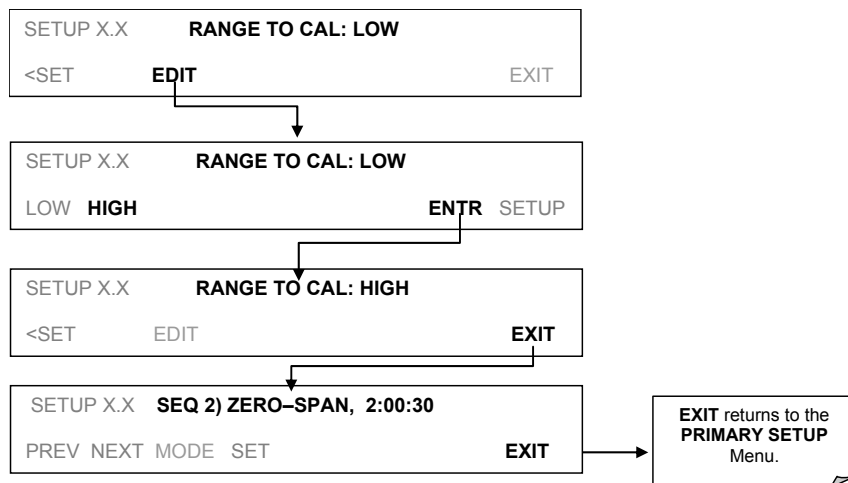 SETUP X.X RANGE TO CAL: LOW
<SET EDIT EXIT
SETUP X.X RANGE TO CAL: LOW
LOW HIGH ENTR SETUP
SETUP X.X RANGE TO CAL: HIGH
<SET EDIT EXIT
SETUP X.X SEQ 2) ZERO–SPAN, 2:00:30
PREV NEXT MODE SET EXIT
EXIT returns to the
PRIMARY SETUP
Menu.